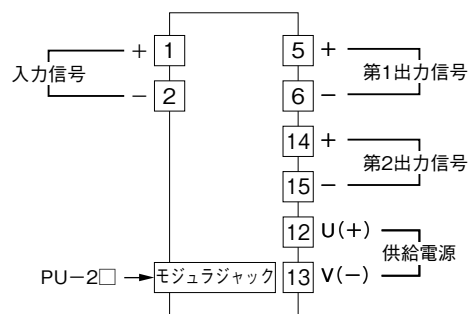 + 1
入力信号
− 2
5 +
第1出力信号
6 −
14 +
第2出力信号
15 −
12 U(+)
供給電源
13 V(−)
PU−2□ モジュラジャック